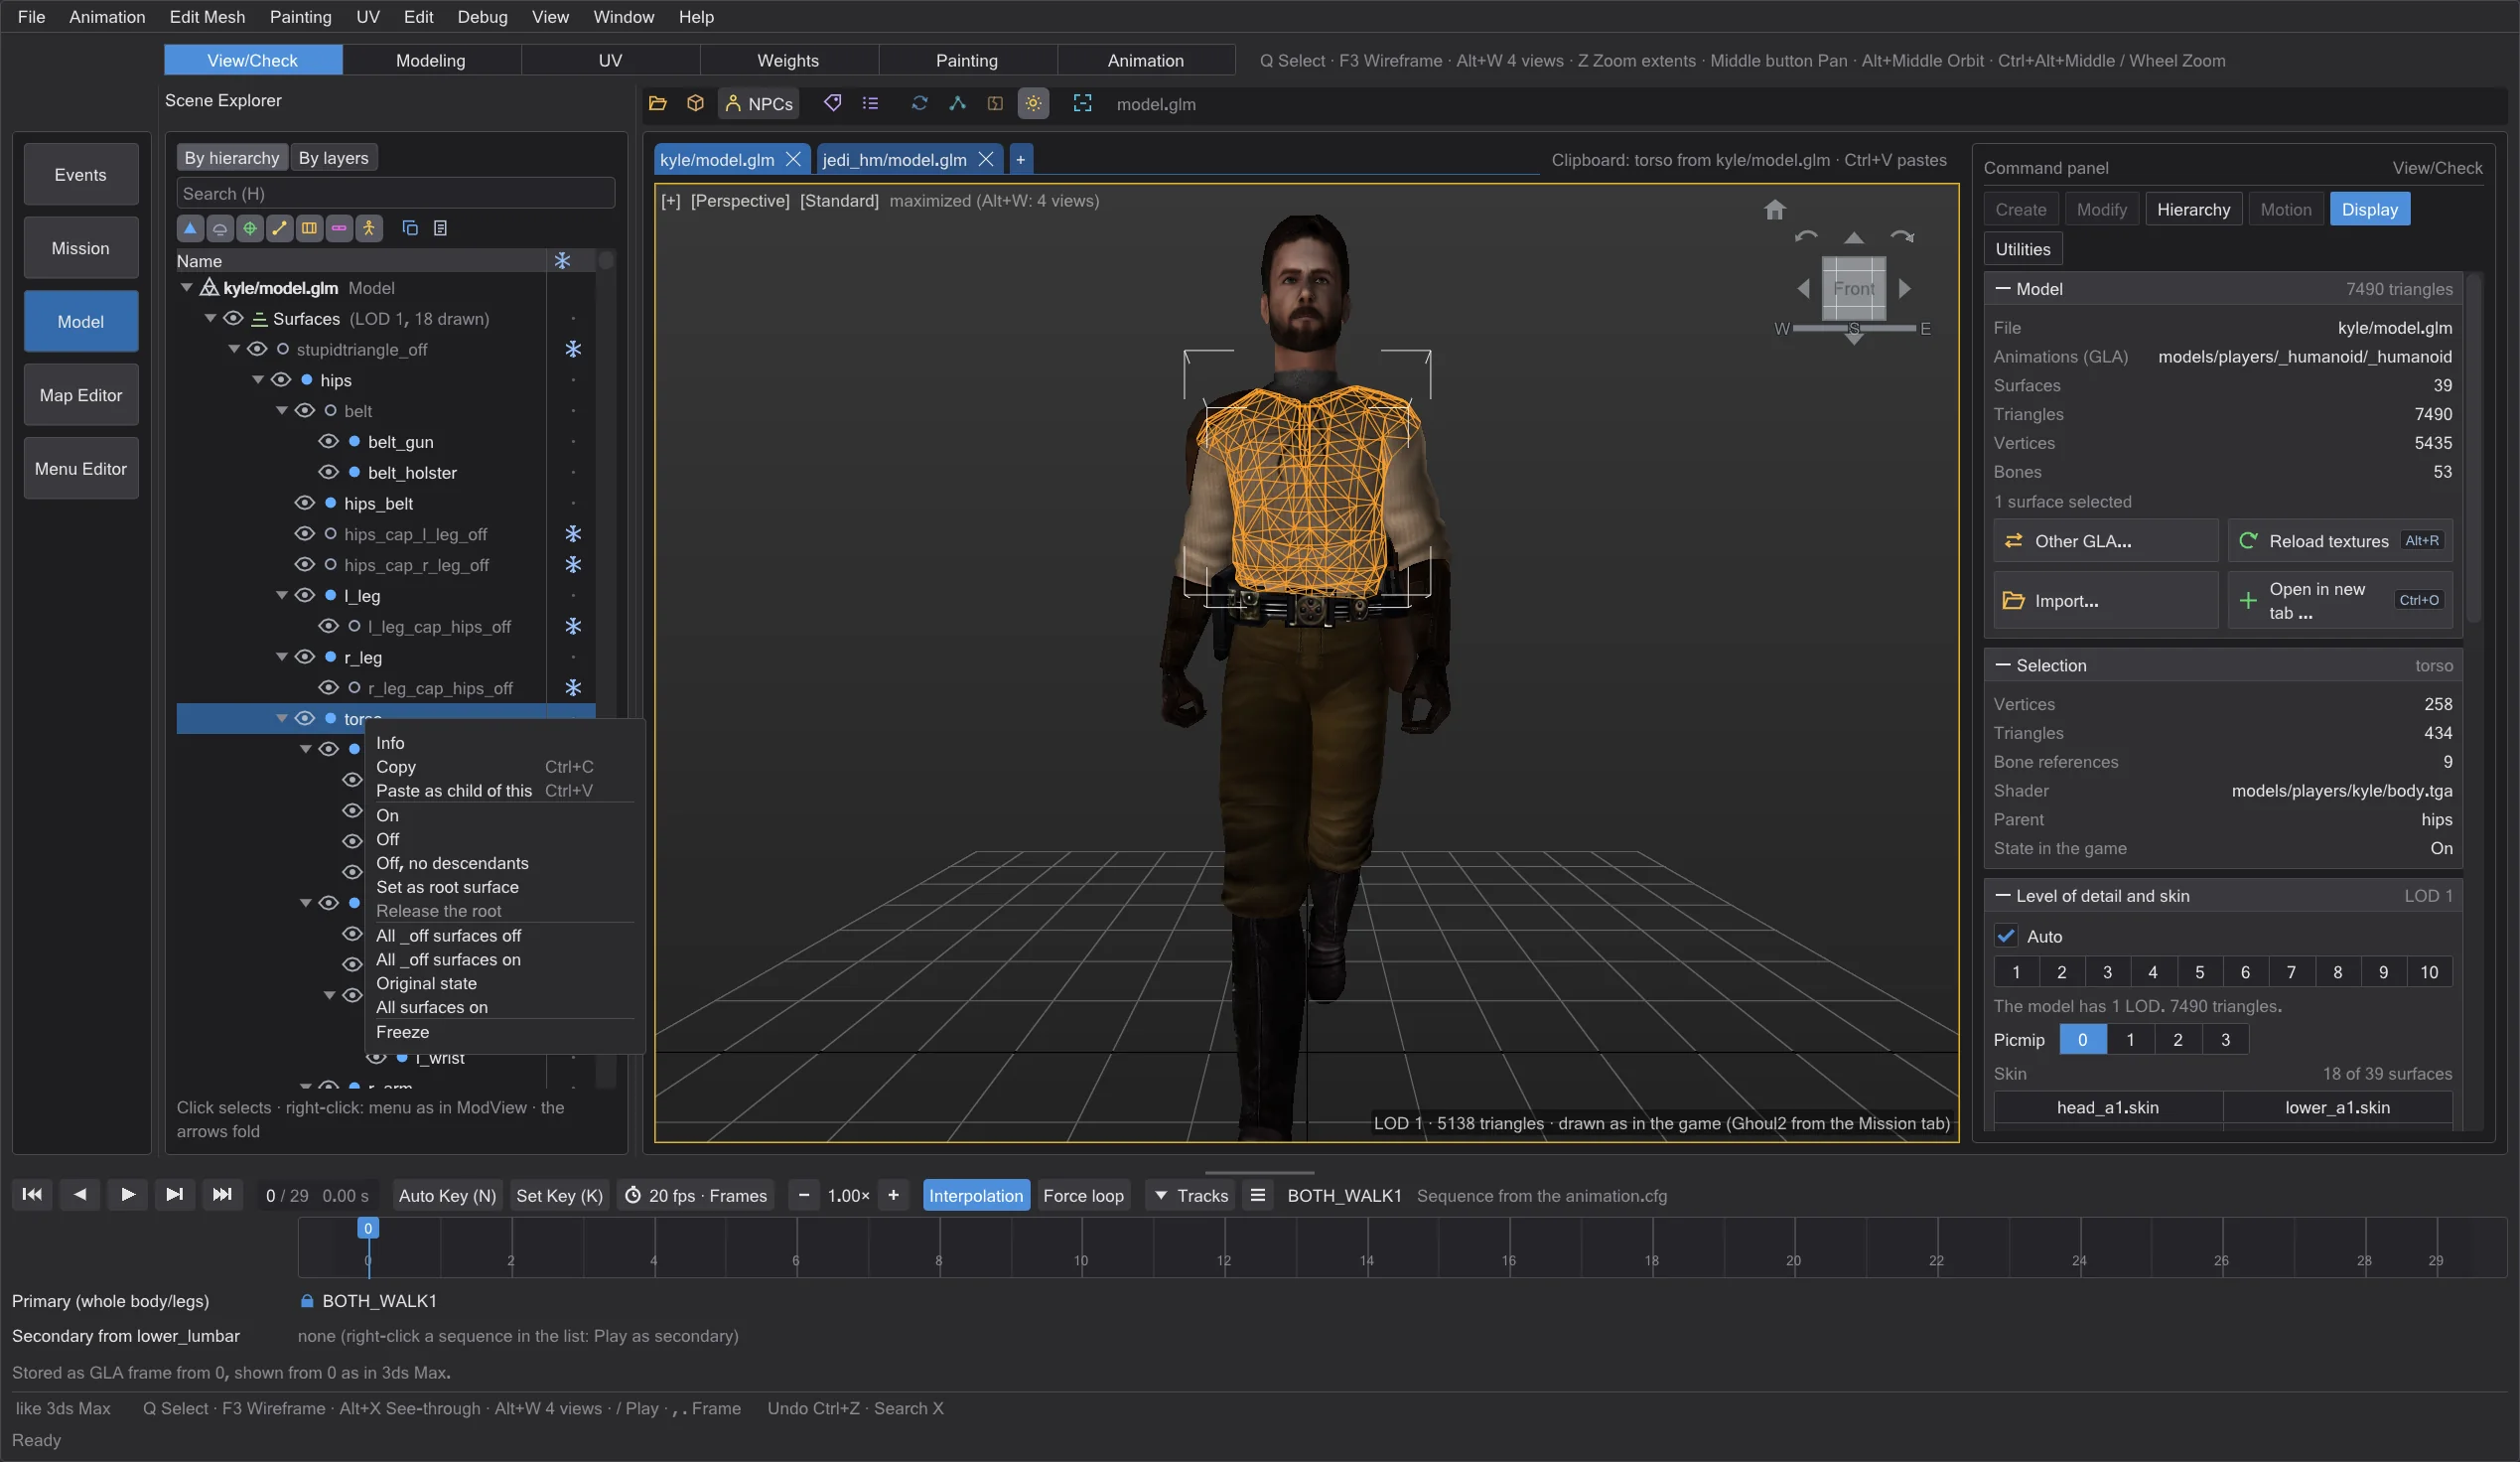 File Animation Edit Mesh Painting UV Edit Debug View Window Help
View/Check Modeling UV Weights Painting Animation Q Select · F3 Wireframe · Alt+W 4 views · Z Zoom extents · Middle button Pan · Alt+Middle Orbit · Ctrl+Alt+Middle / Wheel Zoom
Scene Explorer
NPCs model.glm
Events
Mission
Model
Map Editor
Menu Editor
By hierarchy By layers
Search (H)
Name
kyle/model.glm Model
Surfaces (LOD 1, 18 drawn)
stupidtriangle_off
hips
belt
belt_gun
belt_holster
hips_belt
hips_cap_l_leg_off
hips_cap_r_leg_off
l_leg
l_leg_cap_hips_off
r_leg
r_leg_cap_hips_off
torso
Info
Copy Ctrl+C
Paste as child of this Ctrl+V
On
Off
Off, no descendants
Set as root surface
Release the root
All _off surfaces off
All _off surfaces on
Original state
All surfaces on
Freeze
l_wrist
r_arm
Click selects · right-click: menu as in ModView · the
arrows fold
kyle/model.glm jedi_hm/model.glm + Clipboard: torso from kyle/model.glm · Ctrl+V pastes
[+] [Perspective] [Standard] maximized (Alt+W: 4 views)
Front
W S E
LOD 1 · 5138 triangles · drawn as in the game (Ghoul2 from the Mission tab)
Command panel View/Check
Create Modify Hierarchy Motion Display
Utilities
Model 7490 triangles
File kyle/model.glm
Animations (GLA) models/players/_humanoid/_humanoid
Surfaces 39
Triangles 7490
Vertices 5435
Bones 53
1 surface selected
Other GLA... Reload textures Alt+R
Import... Open in new tab ... Ctrl+O
Selection torso
Vertices 258
Triangles 434
Bone references 9
Shader models/players/kyle/body.tga
Parent hips
State in the game On
Level of detail and skin LOD 1
Auto
1 2 3 4 5 6 7 8 9 10
The model has 1 LOD. 7490 triangles.
Picmip 0 1 2 3
Skin 18 of 39 surfaces
head_a1.skin lower_a1.skin
0 / 29 0.00 s Auto Key (N) Set Key (K) 20 fps · Frames − 1.00× + Interpolation Force loop Tracks BOTH_WALK1 Sequence from the animation.cfg
0
0 2 4 6 8 10 12 14 16 18 20 22 24 26 28 29
Primary (whole body/legs) BOTH_WALK1
Secondary from lower_lumbar none (right-click a sequence in the list: Play as secondary)
Stored as GLA frame from 0, shown from 0 as in 3ds Max.
like 3ds Max Q Select · F3 Wireframe · Alt+X See-through · Alt+W 4 views · / Play · , . Frame Undo Ctrl+Z · Search X
Ready